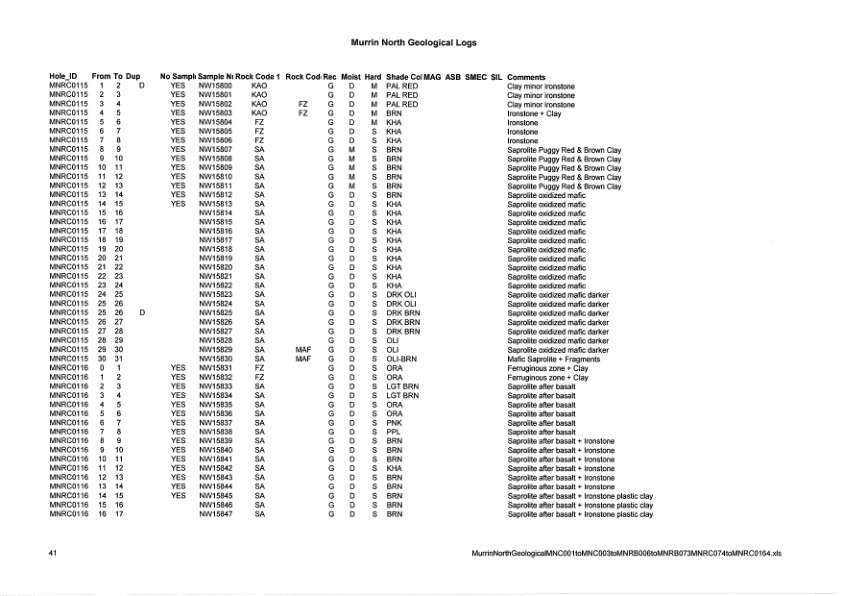 Murrin North Geological Logs
Hole_ID From To Dup No Sampl Sample N Rock Code 1 Rock Cod Rec Moist Hard Shade Col MAG ASB SMEC SIL Comments
MNRC0115 1 2 D YES NW15800 KAO G D M PAL RED Clay minor ironstone
MNRC0115 2 3 YES NW15801 KAO G D M PAL RED Clay minor ironstone
MNRC0115 3 4 YES NW15802 KAO FZ G D M PAL RED Clay minor ironstone
MNRC0115 4 5 YES NW15803 KAO FZ G D M BRN Ironstone + Clay
MNRC0115 5 6 YES NW15804 FZ G D M KHA Ironstone
MNRC0115 6 7 YES NW15805 FZ G D S KHA Ironstone
MNRC0115 7 8 YES NW15806 FZ G D S KHA Ironstone
MNRC0115 8 9 YES NW15807 SA G M S BRN Saprolite Puggy Red & Brown Clay
MNRC0115 9 10 YES NW15808 SA G M S BRN Saprolite Puggy Red & Brown Clay
MNRC0115 10 11 YES NW15809 SA G M S BRN Saprolite Puggy Red & Brown Clay
MNRC0115 11 12 YES NW15810 SA G M S BRN Saprolite Puggy Red & Brown Clay
MNRC0115 12 13 YES NW15811 SA G M S BRN Saprolite Puggy Red & Brown Clay
MNRC0115 13 14 YES NW15812 SA G D S BRN Saprolite oxidized mafic
MNRC0115 14 15 YES NW15813 SA G D S KHA Saprolite oxidized mafic
MNRC0115 15 16 NW15814 SA G D S KHA Saprolite oxidized mafic
MNRC0115 16 17 NW15815 SA G D S KHA Saprolite oxidized mafic
MNRC0115 17 18 NW15816 SA G D S KHA Saprolite oxidized mafic
MNRC0115 18 19 NW15817 SA G D S KHA Saprolite oxidized mafic
MNRC0115 19 20 NW15818 SA G D S KHA Saprolite oxidized mafic
MNRC0115 20 21 NW15819 SA G D S KHA Saprolite oxidized mafic
MNRC0115 21 22 NW15820 SA G D S KHA Saprolite oxidized mafic
MNRC0115 22 23 NW15821 SA G D S KHA Saprolite oxidized mafic
MNRC0115 23 24 NW15822 SA G D S KHA Saprolite oxidized mafic
MNRC0115 24 25 NW15823 SA G D S DRK OLI Saprolite oxidized mafic darker
MNRC0115 25 26 NW15824 SA G D S DRK OLI Saprolite oxidized mafic darker
MNRC0115 25 26 D NW15825 SA G D S DRK BRN Saprolite oxidized mafic darker
MNRC0115 26 27 NW15826 SA G D S DRK BRN Saprolite oxidized mafic darker
MNRC0115 27 28 NW15827 SA G D S DRK BRN Saprolite oxidized mafic darker
MNRC0115 28 29 NW15828 SA G D S OLI Saprolite oxidized mafic darker
MNRC0115 29 30 NW15829 SA MAF G D S OLI Saprolite oxidized mafic darker
MNRC0115 30 31 NW15830 SA MAF G D S OLI-BRN Mafic Saprolite + Fragments
MNRC0116 0 1 YES NW15831 FZ G D S ORA Ferruginous zone + Clay
MNRC0116 1 2 YES NW15832 FZ G D S ORA Ferruginous zone + Clay
MNRC0116 2 3 YES NW15833 SA G D S LGT BRN Saprolite after basalt
MNRC0116 3 4 YES NW15834 SA G D S LGT BRN Saprolite after basalt
MNRC0116 4 5 YES NW15835 SA G D S ORA Saprolite after basalt
MNRC0116 5 6 YES NW15836 SA G D S ORA Saprolite after basalt
MNRC0116 6 7 YES NW15837 SA G D S PNK Saprolite after basalt
MNRC0116 7 8 YES NW15838 SA G D S PPL Saprolite after basalt
MNRC0116 8 9 YES NW15839 SA G D S BRN Saprolite after basalt + Ironstone
MNRC0116 9 10 YES NW15840 SA G D S BRN Saprolite after basalt + Ironstone
MNRC0116 10 11 YES NW15841 SA G D S BRN Saprolite after basalt + Ironstone
MNRC0116 11 12 YES NW15842 SA G D S KHA Saprolite after basalt + Ironstone
MNRC0116 12 13 YES NW15843 SA G D S BRN Saprolite after basalt + Ironstone
MNRC0116 13 14 YES NW15844 SA G D S BRN Saprolite after basalt + Ironstone
MNRC0116 14 15 YES NW15845 SA G D S BRN Saprolite after basalt + Ironstone plastic clay
MNRC0116 15 16 NW15846 SA G D S BRN Saprolite after basalt + Ironstone plastic clay
MNRC0116 16 17 NW15847 SA G D S BRN Saprolite after basalt + Ironstone plastic clay
41 MurrinNorthGeologicalMNC001toMNC003toMNRB006toMNRB073MNRC074toMNRC0164.xls